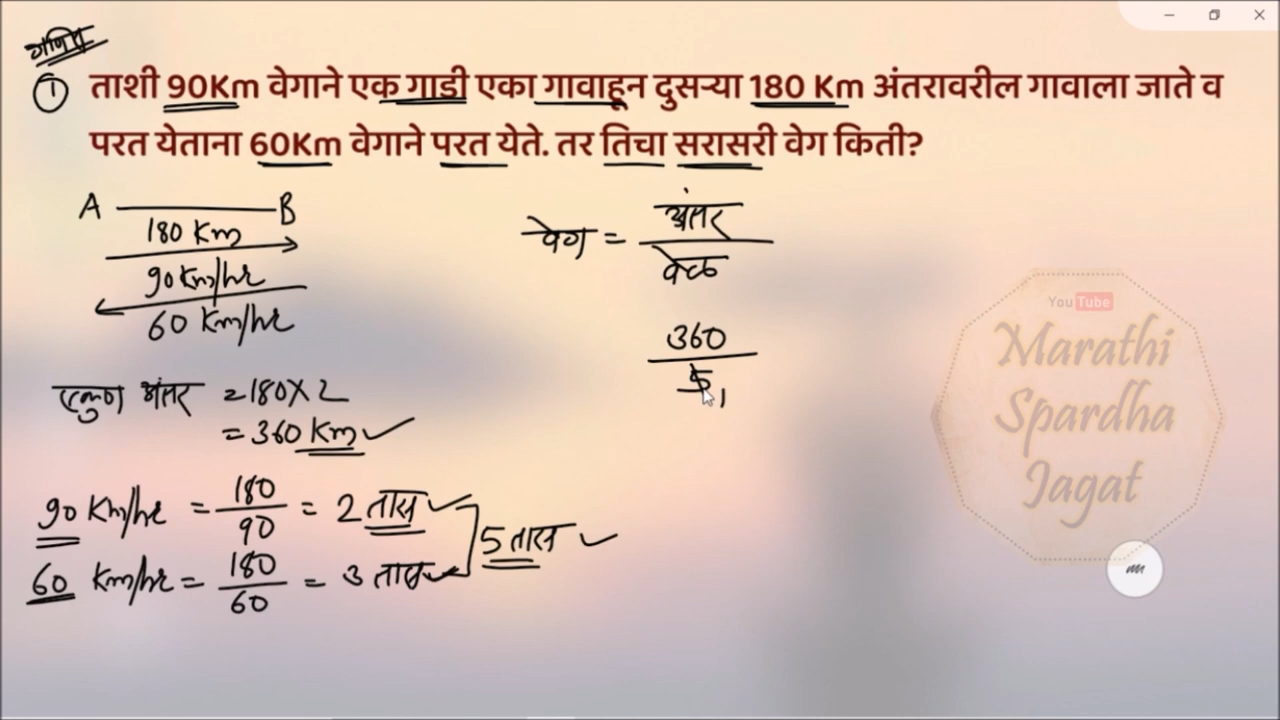 गणित
① ताशी 90Km वेगाने एक गाडी एका गावाहून दुसऱ्या 180 Km अंतरावरील गावाला जाते व
परत येताना 60Km वेगाने परत येते. तर तिचा सरासरी वेग किती?
A B
180 Km
90 Km/hr
60 Km/hr
वेग = अंतर / वेळ
360 / 5 1
एकुण अंतर = 180 X 2
= 360 Km
90 Km/hr = 180 / 90 = 2 तास
5 तास
60 Km/hr = 180 / 60 = 3 तास
YouTube
Marathi
Spardha
Jagat